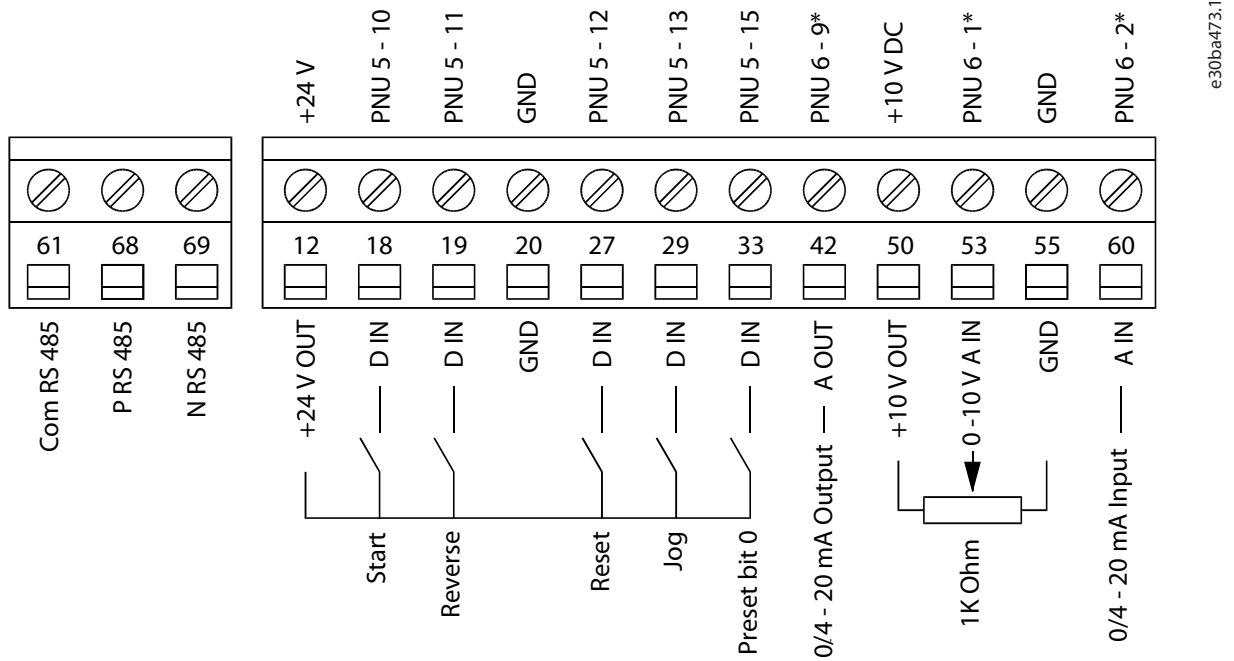 +24 V
PNU 5 - 10
PNU 5 - 11
GND
PNU 5 - 12
PNU 5 - 13
PNU 5 - 15
PNU 6 - 9*
+10 V DC
PNU 6 - 1*
GND
PNU 6 - 2*
61 68 69
12 18 19 20 27 29 33 42 50 53 55 60
Com RS 485
P RS 485
N RS 485
+24 V OUT
D IN
D IN
GND
D IN
D IN
D IN
0/4 - 20 mA Output
A OUT
+10 V OUT
0 -10 V A IN
GND
0/4 - 20 mA Input
A IN
Start
Reverse
Reset
Jog
Preset bit 0
1K Ohm